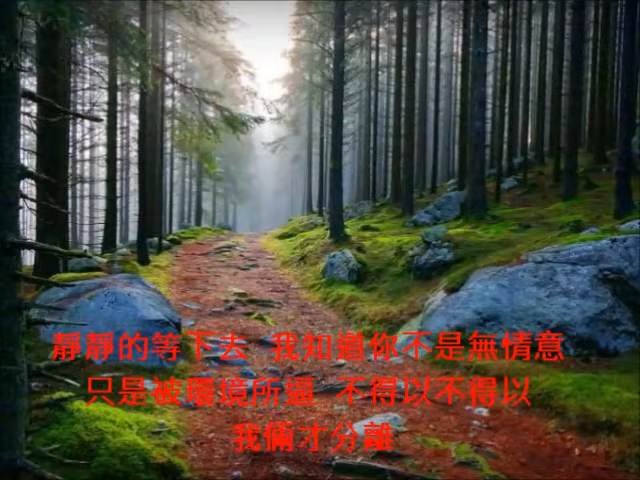 靜靜的等下去 我知道你不是無情意
只是被環境所逼 不得以不得以
我倆才分離